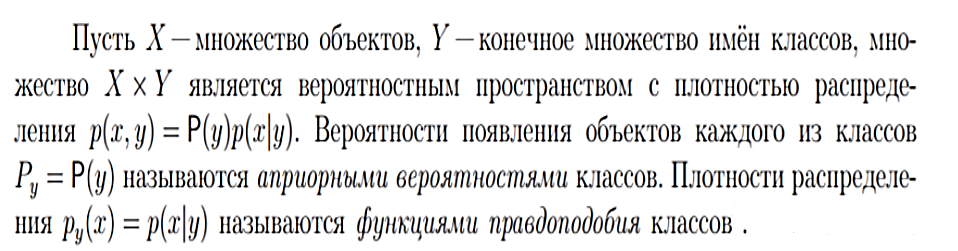 Пусть X — множество объектов, Y — конечное множество имён классов, мно-
жество X × Y является вероятностным пространством с плотностью распреде-
ления p(x, y) = P(y)p(x|y). Вероятности появления объектов каждого из классов
P_y = P(y) называются априорными вероятностями классов. Плотности распределе-
ния p_y(x) = p(x|y) называются функциями правдоподобия классов .